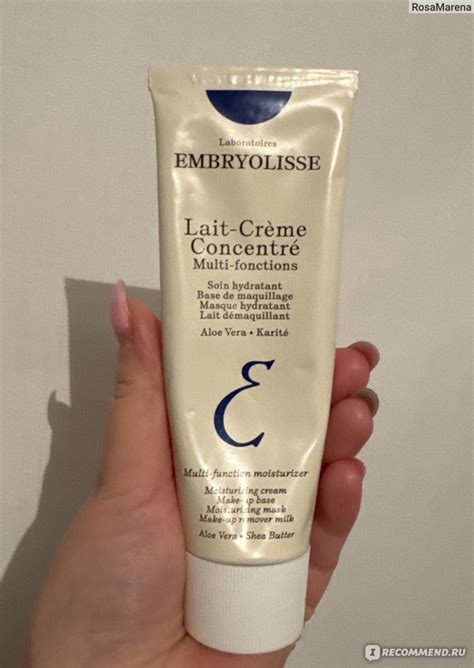 RosaMarena
Laboratoires
EMBRYOLISSE
Lait-Crème
Concentré
Multi-fonctions
Soin hydratant
Base de maquillage
Masque hydratant
Lait démaquillant
Aloe Vera • Karité
ε
Multi-function moisturizer
Moisturizing cream
Make-up base
Moisturizing mask
Make-up remover milk
Aloe Vera • Shea Butter
I RECOMMEND.RU